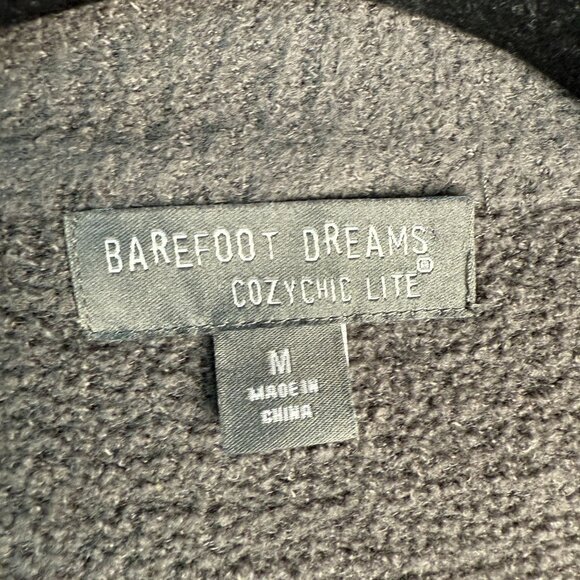 BAREFOOT DREAMS
COZYCHIC LITE®
M
MADE IN
CHINA